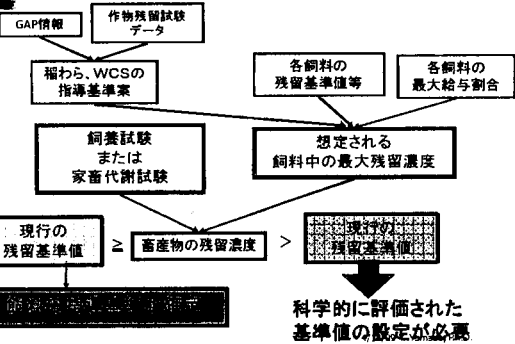 GAP情報
作物残留試験
データ
稲わら、WCSの
指導基準案
各飼料の
残留基準値等
各飼料の
最大給与割合
飼養試験
または
家畜代謝試験
想定される
飼料中の最大残留濃度
現行の
残留基準値
≧
畜産物の残留濃度
>
現行の
残留基準値
科学的に評価された
基準値の設定が必要